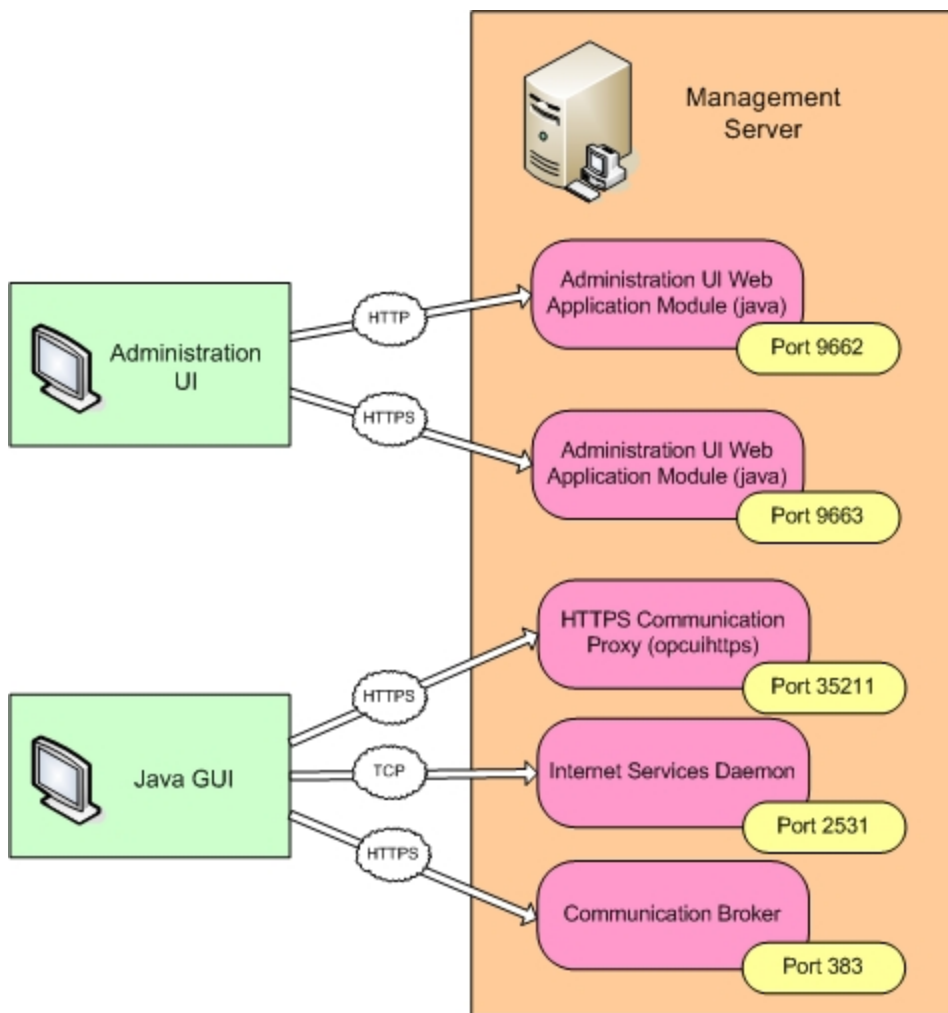 Management
Server
Administration UI Web
Application Module (java)
HTTP
Port 9662
Administration
UI
HTTPS
Administration UI Web
Application Module (java)
Port 9663
HTTPS Communication
Proxy (opcuihttps)
HTTPS
Port 35211
Java GUI
TCP
Internet Services Daemon
Port 2531
HTTPS
Communication Broker
Port 383